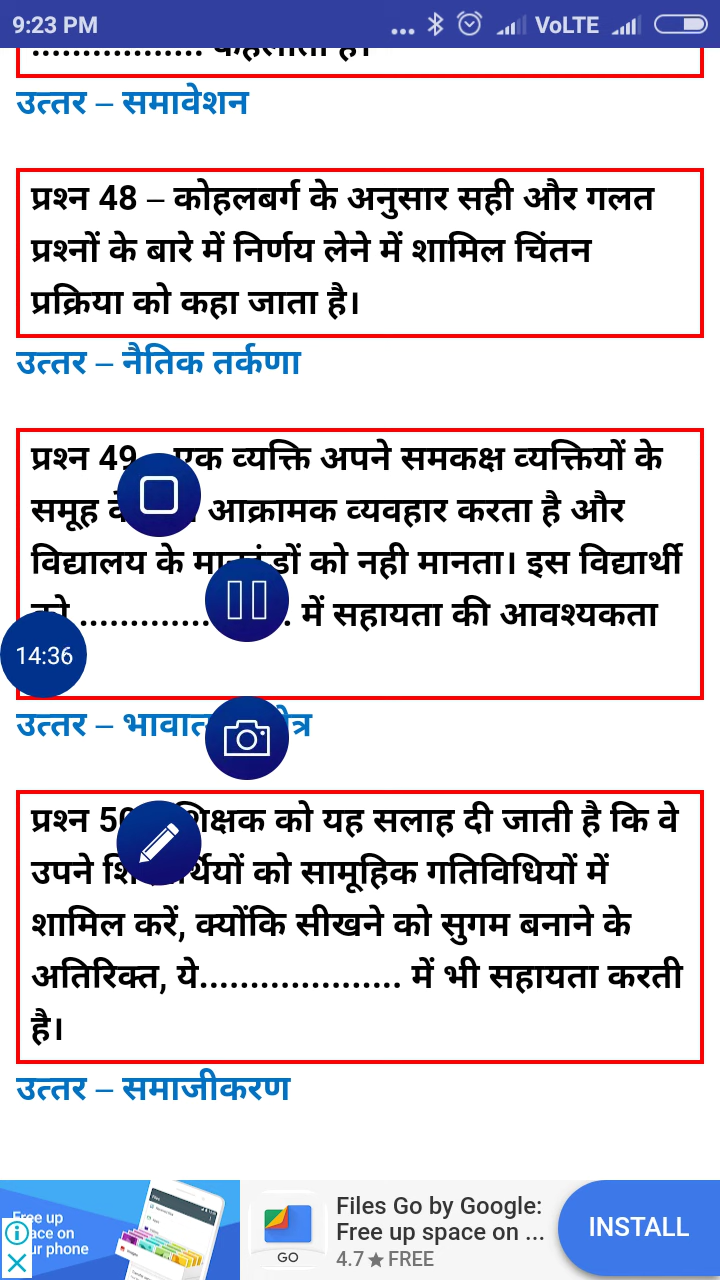 9:23 PM ... VoLTE
उत्तर – समावेशन
प्रश्न 48 – कोहलबर्ग के अनुसार सही और गलत
प्रश्नों के बारे में निर्णय लेने में शामिल चिंतन
प्रक्रिया को कहा जाता है।
उत्तर – नैतिक तर्कणा
प्रश्न 49 एक व्यक्ति अपने समकक्ष व्यक्तियों के
समूह आक्रामक व्यवहार करता है और
विद्यालय के को नही मानता। इस विद्यार्थी
............. . में सहायता की आवश्यकता
14:36
उत्तर –
प्रश्न को यह सलाह दी जाती है कि वे
उपने को सामूहिक गतिविधियों में
शामिल करें, क्योंकि सीखने को सुगम बनाने के
अतिरिक्त, ये.................... में भी सहायता करती
है।
उत्तर – समाजीकरण
Free up
on
phone
GO
Files Go by Google:
Free up space on ...
4.7 ★ FREE
INSTALL